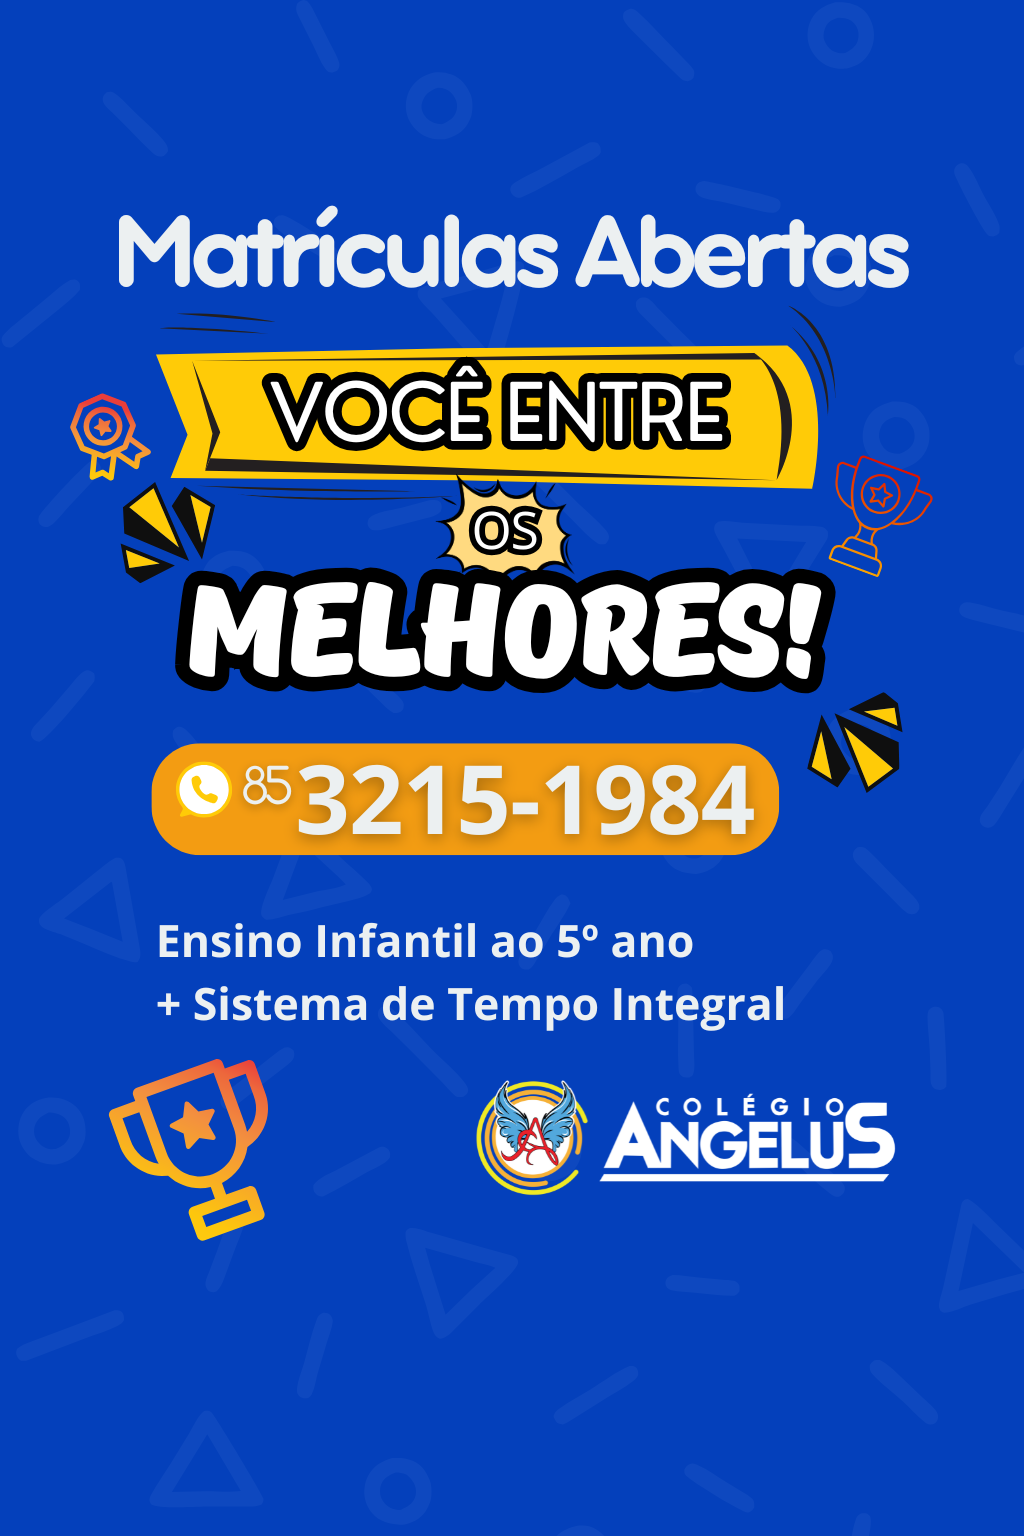 Matrículas Abertas
VOCÊ ENTRE
OS
MELHORES!
85 3215-1984
Ensino Infantil ao 5º ano
+ Sistema de Tempo Integral
A
COLÉGIO
ANGELUS